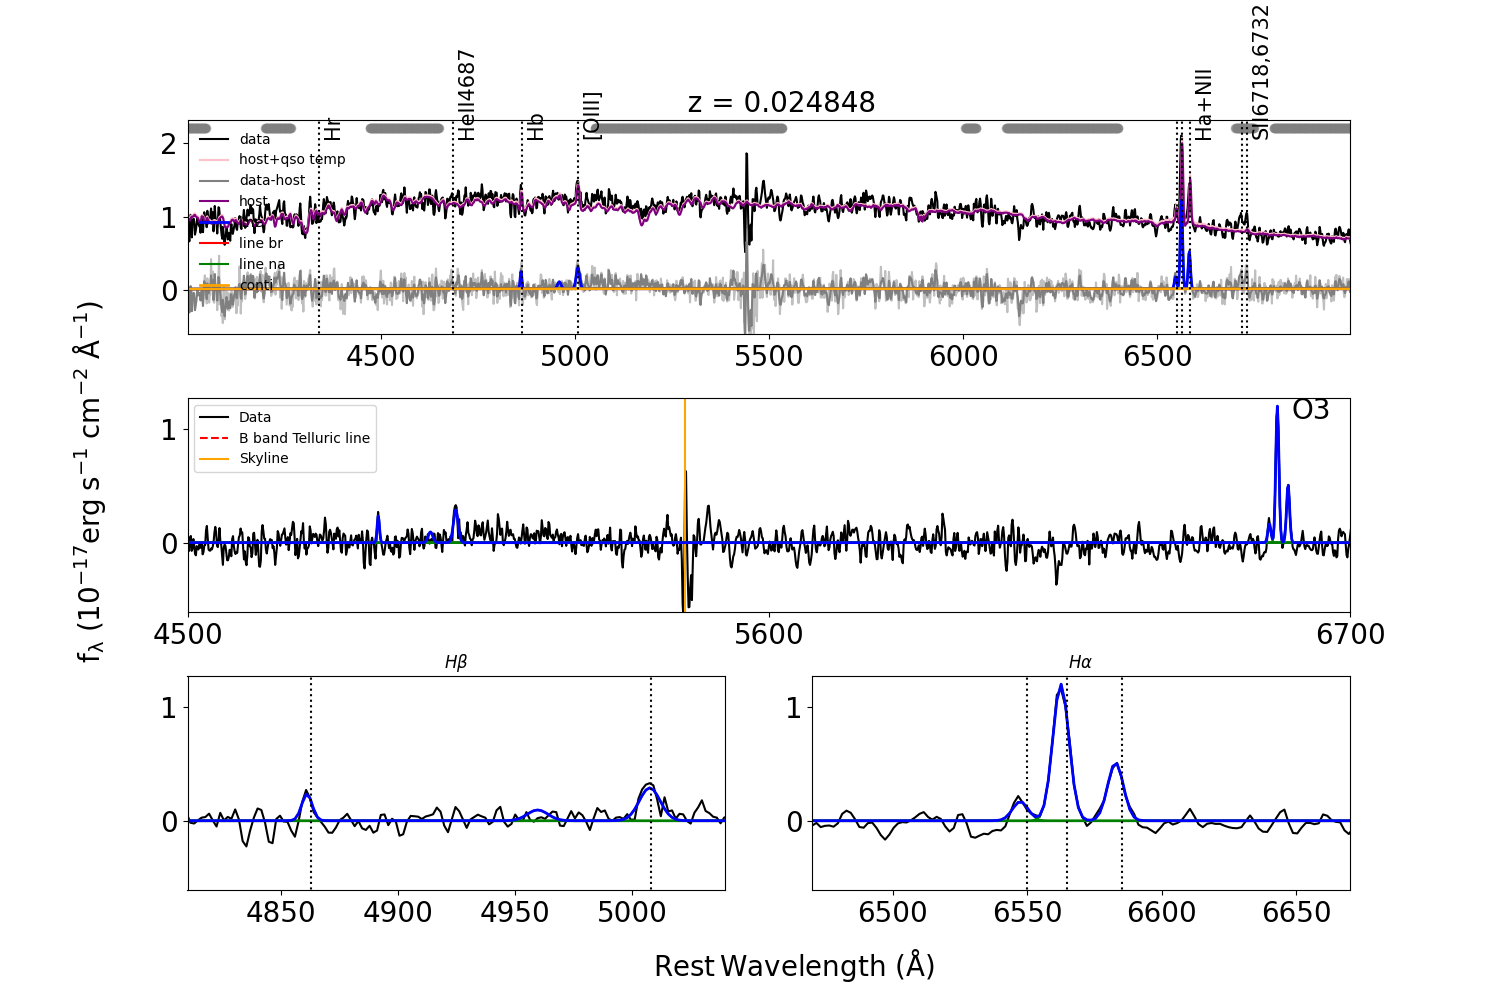 z = 0.024848
Hr
HeII4687
Hb
[OIII]
Ha+NII
SII6718,6732
data
host+qso temp
data-host
host
line br
line na
conti
2
1
0
4500
5000
5500
6000
6500
Data
B band Telluric line
Skyline
O3
1
0
4500
5600
6700
fλ (10−17erg s−1 cm−2 Å−1)
Hβ
1
0
4850
4900
4950
5000
Hα
1
0
6500
6550
6600
6650
Rest Wavelength (Å)